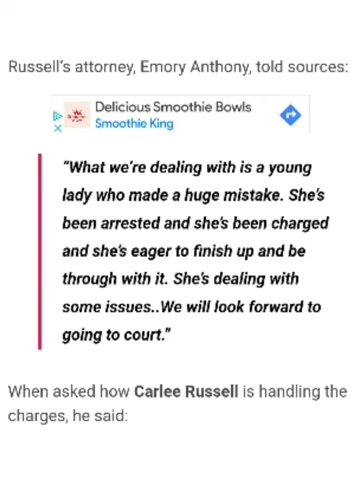 Russell's attorney, Emory Anthony, told sources:
Delicious Smoothie Bowls
Smoothie King
"What we're dealing with is a young
lady who made a huge mistake. She's
been arrested and she's been charged
and she's eager to finish up and be
through with it. She's dealing with
some issues..We will look forward to
going to court."
When asked how Carlee Russell is handling the
charges, he said: